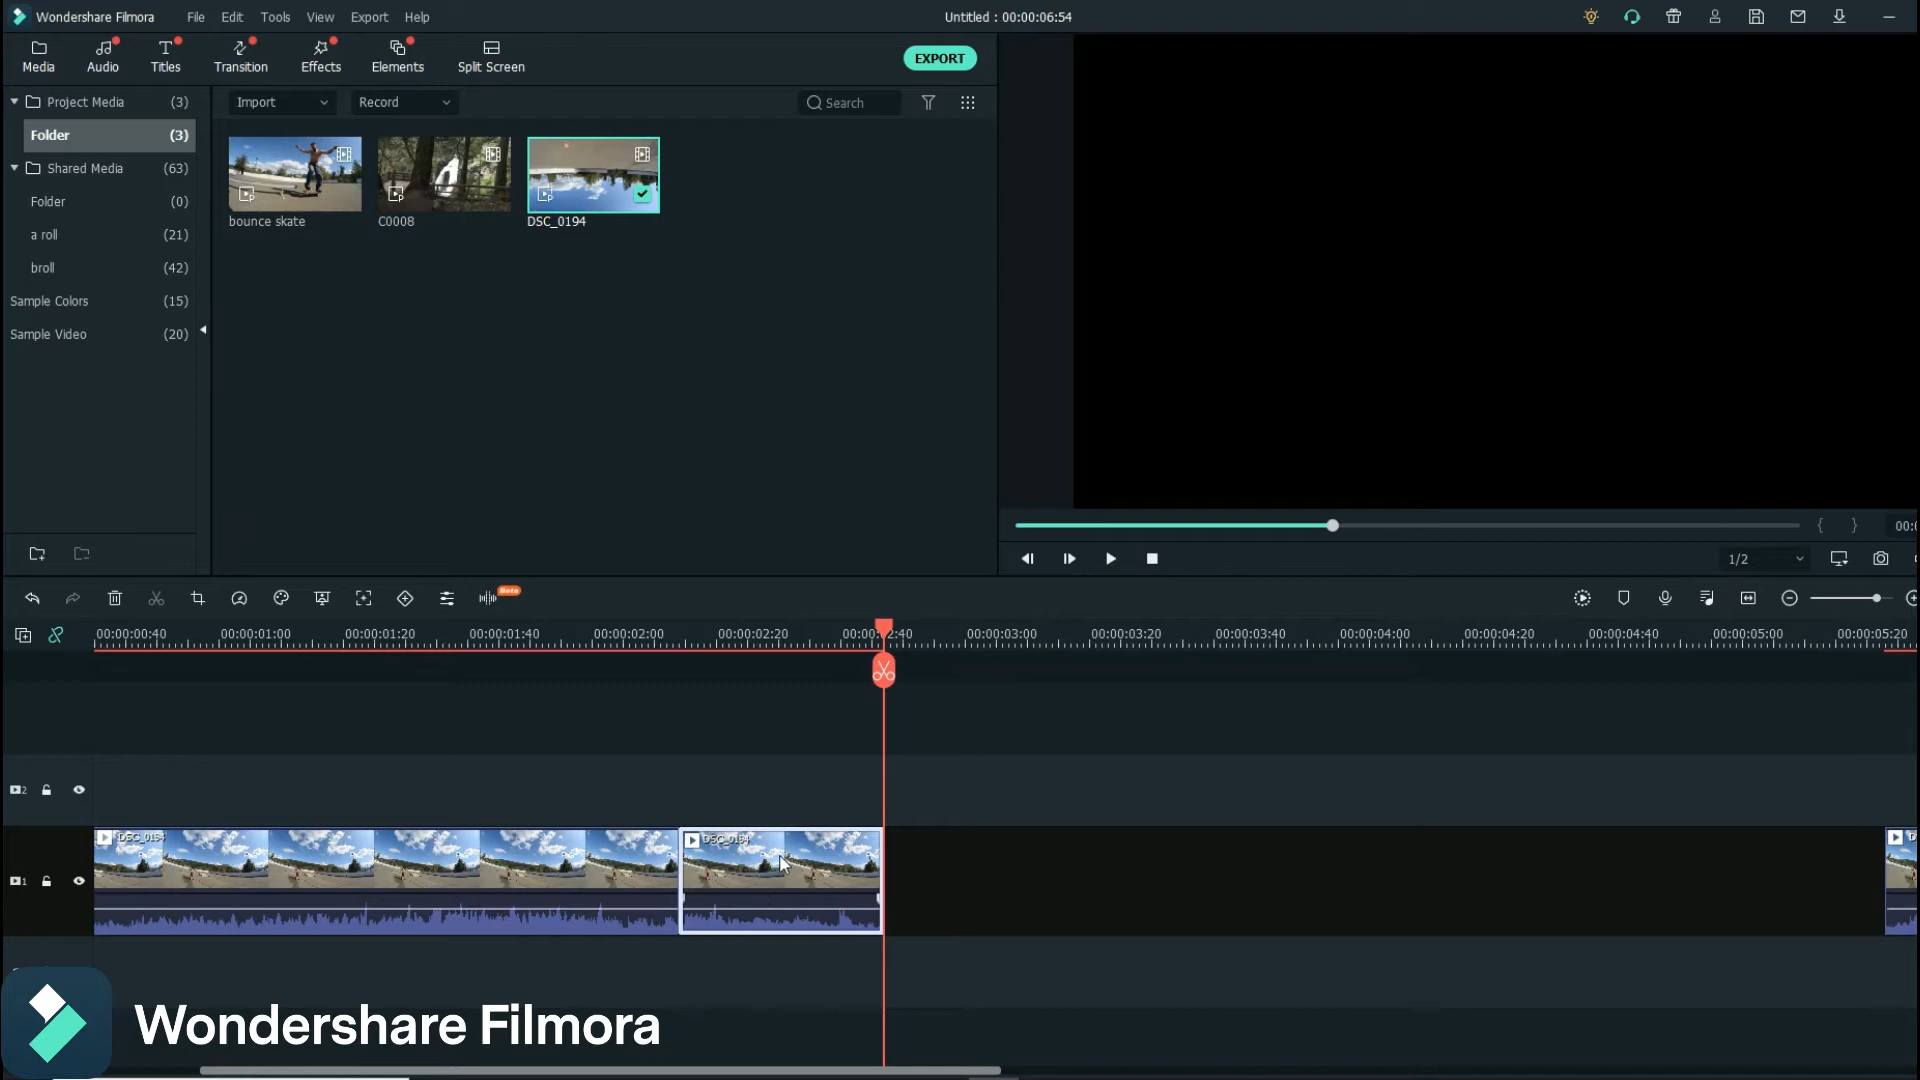 Wondershare Filmora File Edit Tools View Export Help Untitled : 00:00:06:54
Media Audio Titles Transition Effects Elements Split Screen EXPORT
Project Media (3) Import Record Search
Folder (3)
Shared Media (63)
Folder (0)
a roll (21)
broll (42)
Sample Colors (15)
Sample Video (20)
bounce skate C0008 DSC_0194
1/2
Beta
00:00:00:40 00:00:01:00 00:00:01:20 00:00:01:40 00:00:02:00 00:00:02:20 00:00:02:40 00:00:03:00 00:00:03:20 00:00:03:40 00:00:04:00 00:00:04:20 00:00:04:40 00:00:05:00 00:00:05:20
2
DSC_0194 DSC_0194
1
Wondershare Filmora